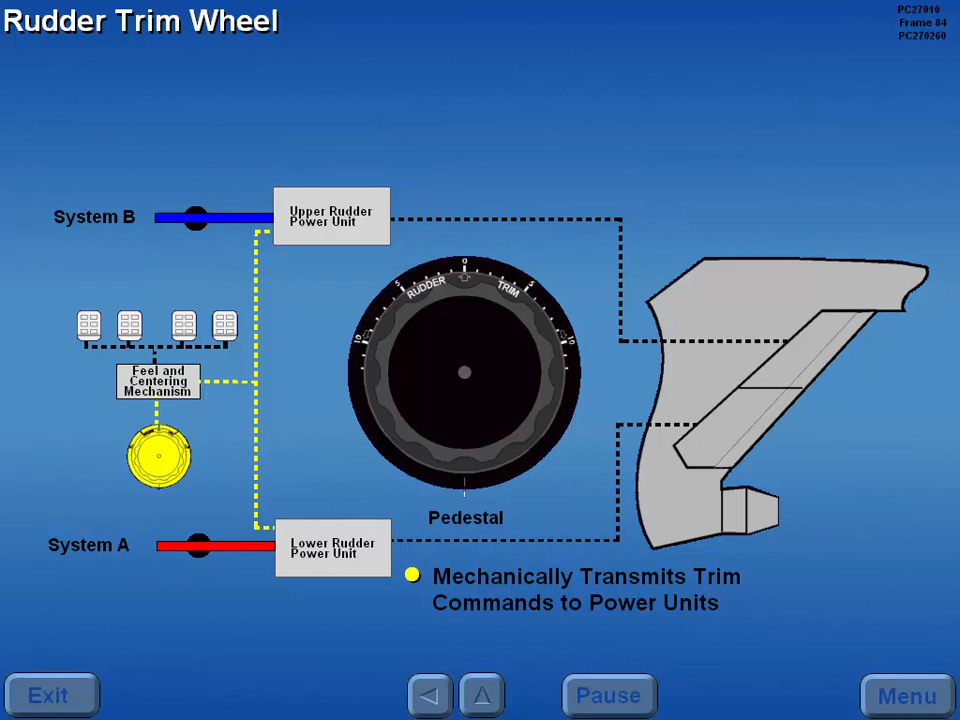 Rudder Trim Wheel
PC27010
Frame 84
PC270260
System B
Upper Rudder
Power Unit
0
5
5
RUDDER
TRIM
10
10
Feel and
Centering
Mechanism
Pedestal
System A
Lower Rudder
Power Unit
Mechanically Transmits Trim
Commands to Power Units
Exit
Pause
Menu